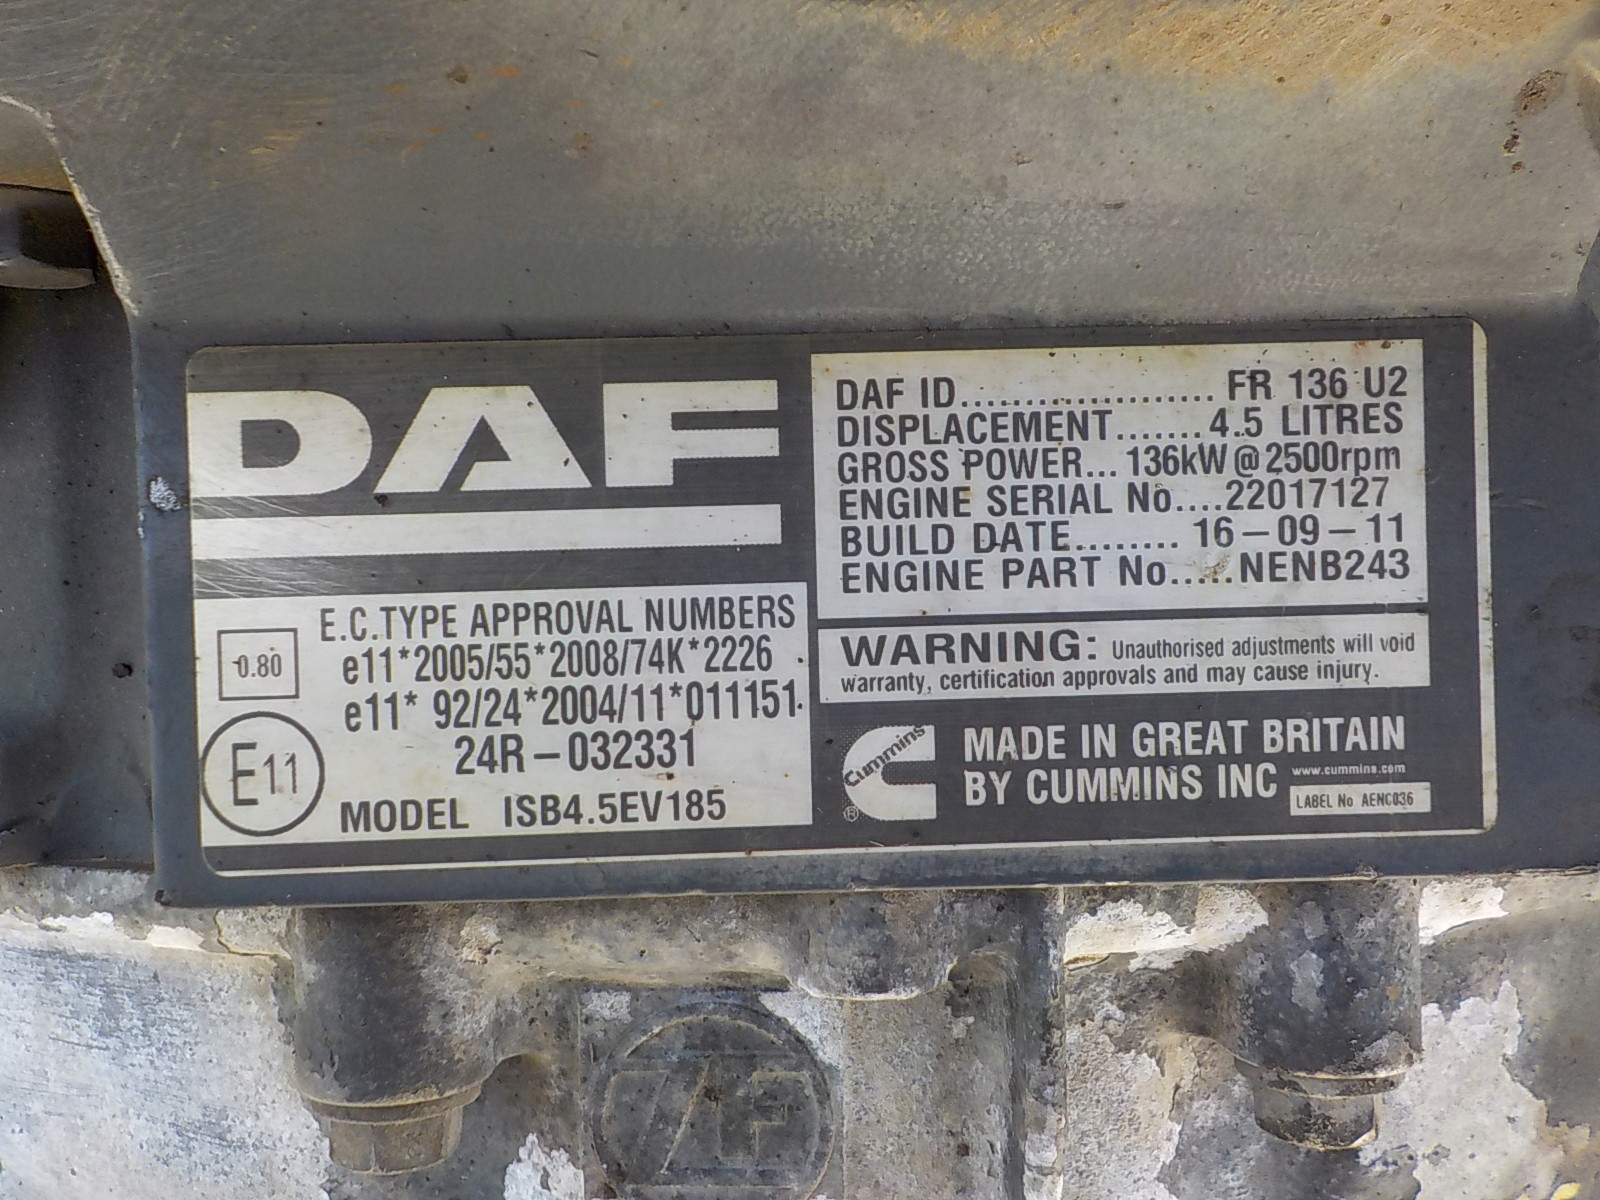 DAF
DAF ID.................... FR 136 U2
DISPLACEMENT.......4.5 LITRES
GROSS POWER... 136kW @ 2500rpm
ENGINE SERIAL No....22017127
BUILD DATE........ 16-09-11
ENGINE PART No.....NENB243
E.C.TYPE APPROVAL NUMBERS
0.80
e11*2005/55*2008/74K*2226
e11* 92/24*2004/11*011151
24R-032331
E11
MODEL ISB4.5EV185
WARNING: Unauthorised adjustments will void
warranty, certification approvals and may cause injury.
Cummins
®
MADE IN GREAT BRITAIN
BY CUMMINS INC www.cummins.com
LABEL No AENC036